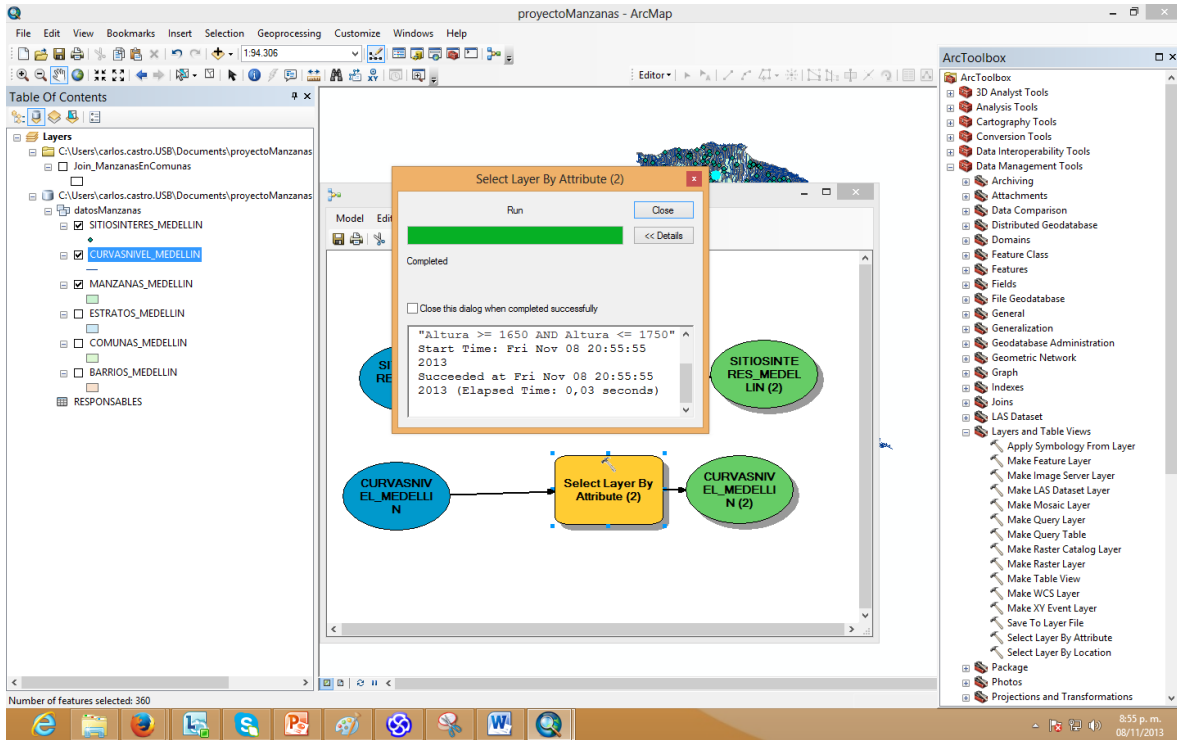 proyectoManzanas - ArcMap
File Edit View Bookmarks Insert Selection Geoprocessing Customize Windows Help
1:94.306
Editor
Table Of Contents
Layers
C:\Users\carlos.castro.USB\Documents\proyectoManzanas
Join_ManzanasEnComunas
C:\Users\carlos.castro.USB\Documents\proyectoManzanas
datosManzanas
SITIOSINTERES_MEDELLIN
CURVASNIVEL_MEDELLIN
MANZANAS_MEDELLIN
ESTRATOS_MEDELLIN
COMUNAS_MEDELLIN
BARRIOS_MEDELLIN
RESPONSABLES
Model Edit
Select Layer By Attribute (2)
Run
Close
<< Details
Completed
Close this dialog when completed successfully
"Altura >= 1650 AND Altura <= 1750"
Start Time: Fri Nov 08 20:55:55
2013
Succeeded at Fri Nov 08 20:55:55
2013 (Elapsed Time: 0,03 seconds)
SI
RE
SITIOSINTE
RES_MEDEL
LIN (2)
CURVASNIV
EL_MEDELLI
N
Select Layer By
Attribute (2)
CURVASNIV
EL_MEDELLI
N (2)
ArcToolbox
ArcToolbox
3D Analyst Tools
Analysis Tools
Cartography Tools
Conversion Tools
Data Interoperability Tools
Data Management Tools
Archiving
Attachments
Data Comparison
Distributed Geodatabase
Domains
Feature Class
Features
Fields
File Geodatabase
General
Generalization
Geodatabase Administration
Geometric Network
Graph
Indexes
Joins
LAS Dataset
Layers and Table Views
Apply Symbology From Layer
Make Feature Layer
Make Image Server Layer
Make LAS Dataset Layer
Make Mosaic Layer
Make Query Layer
Make Query Table
Make Raster Catalog Layer
Make Raster Layer
Make Table View
Make WCS Layer
Make XY Event Layer
Save To Layer File
Select Layer By Attribute
Select Layer By Location
Package
Photos
Projections and Transformations
Number of features selected: 360
8:55 p. m.
08/11/2013